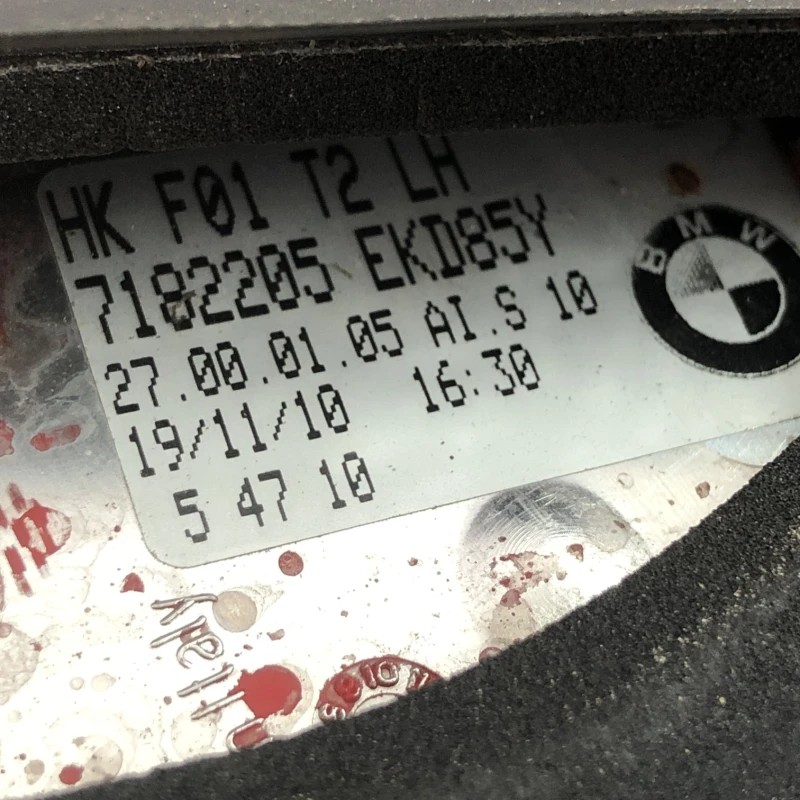 HK F01 T2 LH
7182205 EKD85Y
27.00.01.05 AI.S 10
19/11/10 16:30
5 47 10
BMW